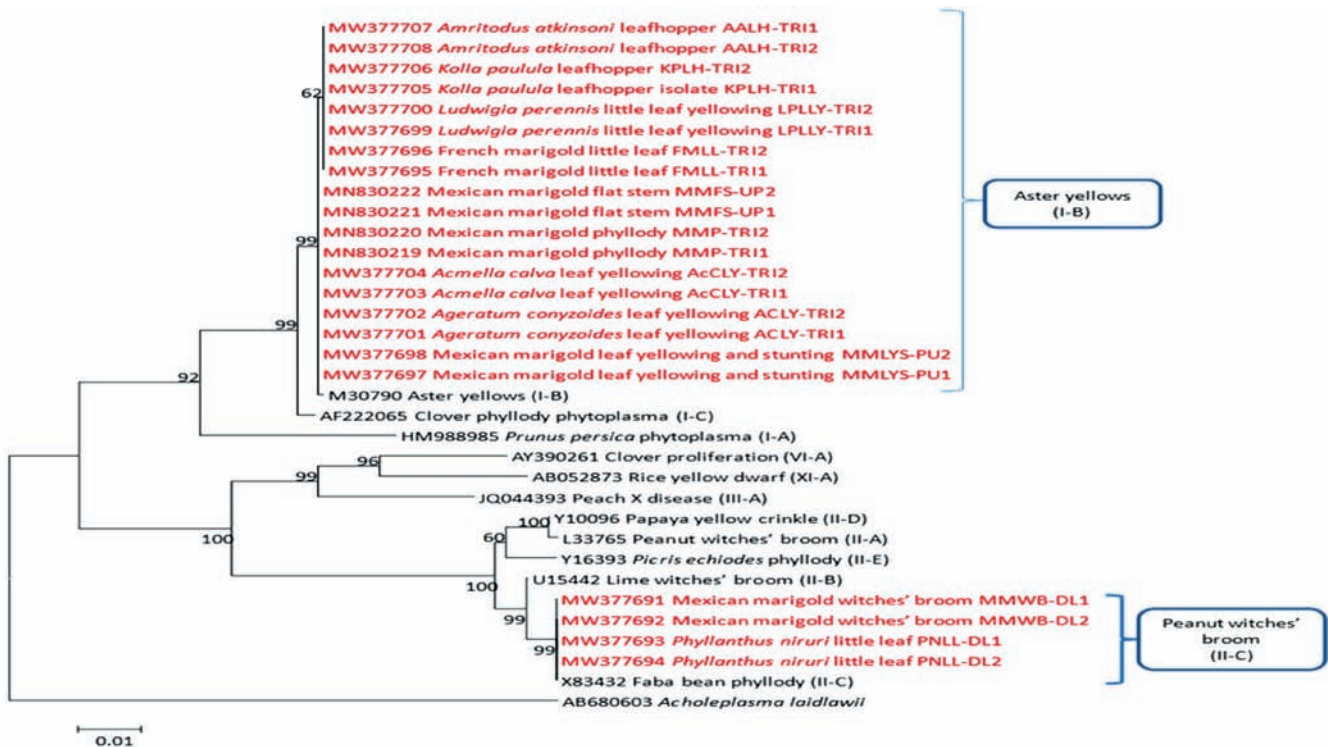 MW377707 Amritodus atkinsoni leafhopper AALH-TRI1
MW377708 Amritodus atkinsoni leafhopper AALH-TRI2
MW377706 Kolla paulula leafhopper KPLH-TRI2
MW377705 Kolla paulula leafhopper isolate KPLH-TRI1
62
MW377700 Ludwigia perennis little leaf yellowing LPLLY-TRI2
MW377699 Ludwigia perennis little leaf yellowing LPLLY-TRI1
MW377696 French marigold little leaf FMLL-TRI2
MW377695 French marigold little leaf FMLL-TRI1
MN830222 Mexican marigold flat stem MMFS-UP2
Aster yellows
(I-B)
MN830221 Mexican marigold flat stem MMFS-UP1
MN830220 Mexican marigold phyllody MMP-TRI2
99
MN830219 Mexican marigold phyllody MMP-TRI1
MW377704 Acmella calva leaf yellowing AcCLY-TRI2
MW377703 Acmella calva leaf yellowing AcCLY-TRI1
MW377702 Ageratum conyzoides leaf yellowing ACLY-TRI2
99
MW377701 Ageratum conyzoides leaf yellowing ACLY-TRI1
MW377698 Mexican marigold leaf yellowing and stunting MMLYS-PU2
92
MW377697 Mexican marigold leaf yellowing and stunting MMLYS-PU1
M30790 Aster yellows (I-B)
AF222065 Clover phyllody phytoplasma (I-C)
HM988985 Prunus persica phytoplasma (I-A)
AY390261 Clover proliferation (VI-A)
96
99
AB052873 Rice yellow dwarf (XI-A)
JQ044393 Peach X disease (III-A)
100
100
Y10096 Papaya yellow crinkle (II-D)
60
L33765 Peanut witches' broom (II-A)
Y16393 Picris echiodes phyllody (II-E)
100
U15442 Lime witches' broom (II-B)
MW377691 Mexican marigold witches' broom MMWB-DL1
99
MW377692 Mexican marigold witches' broom MMWB-DL2
Peanut witches'
broom
(II-C)
MW377693 Phyllanthus niruri little leaf PNLL-DL1
99
MW377694 Phyllanthus niruri little leaf PNLL-DL2
X83432 Faba bean phyllody (II-C)
AB680603 Acholeplasma laidlawii
0.01